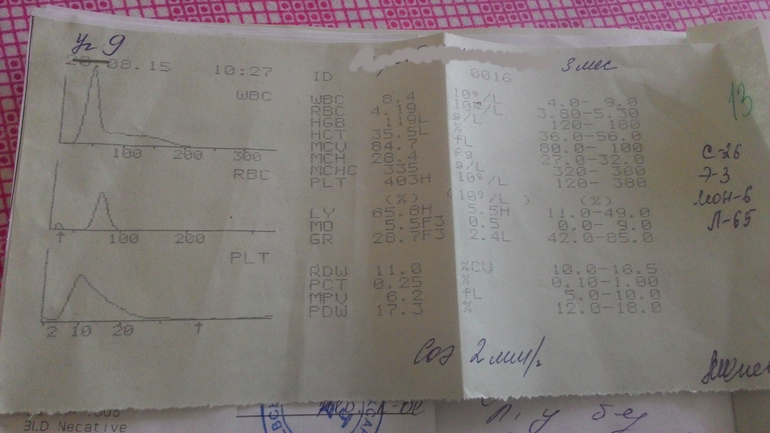 Уч 9
20.08.15 10:27 ID 0016 3 мес
13
WBC
WBC 8.4 10⁹/L 4.0- 9.0
RBC 4.19 /L 3.80-5.30
HGB 119L g/L 120- 180
HCT 35.5L % 36.0-56.0
MCV 84.7 fL 80.0- 100
MCH 28.4 Pg 27.0-32.0
MCHC 335 g/L 320- 360
PLT 403H 10⁹/L 120- 380
100 200 300
RBC
(%) (10⁹/L ) (%)
LY 65.8H 5.5H 11.0-49.0
MO 5.5F3 0.5 0.0- 9.0
GR 28.7F3 2.4L 42.0-85.0
С-26
Э-3
Мон-6
Л-65
100 200
PLT
RDW 11.0 %CV 10.0-16.5
PCT 0.25 % 0.10-1.00
MPV 6.2 fL 5.0-10.0
PDW 17.3 % 12.0-18.0
2 10 20
СОЭ 2 мм/ч
BLD Negative